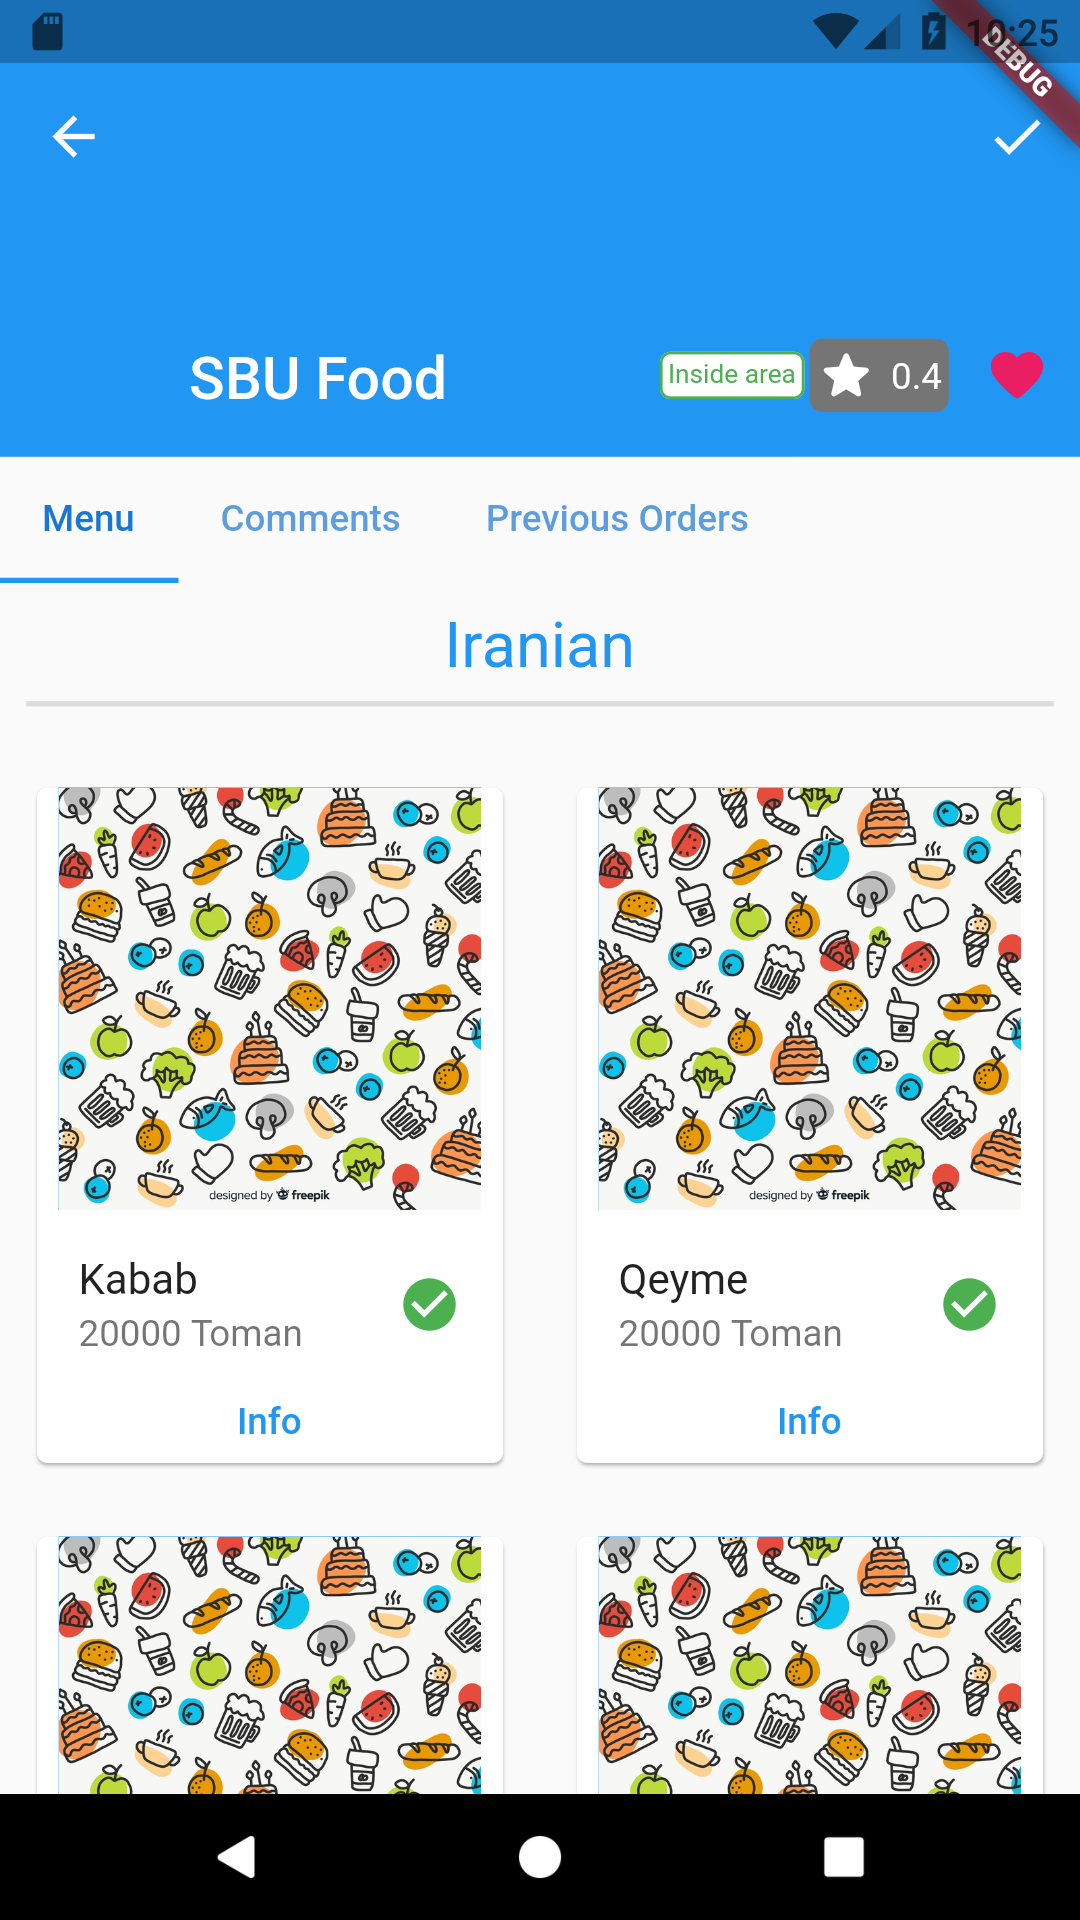 10:25
DEBUG
SBU Food
Inside area
0.4
Menu
Comments
Previous Orders
Iranian
designed by freepik
designed by freepik
Kabab
20000 Toman
Info
Qeyme
20000 Toman
Info